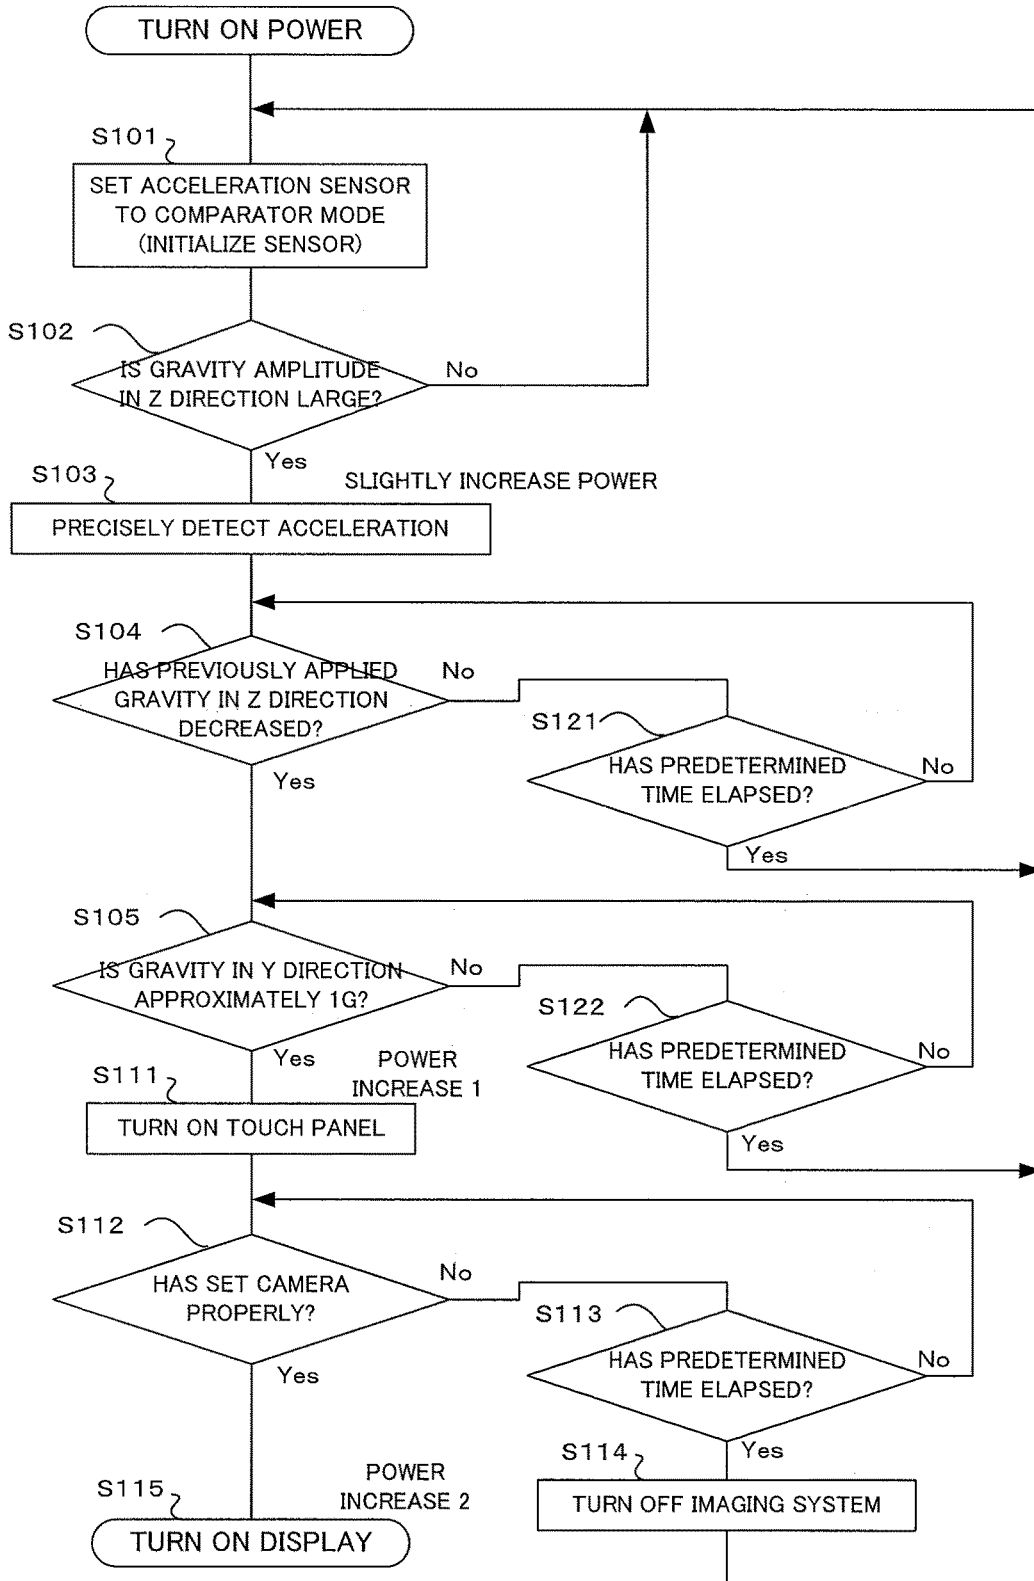 TURN ON POWER
S101
SET ACCELERATION SENSOR
TO COMPARATOR MODE
(INITIALIZE SENSOR)
S102
IS GRAVITY AMPLITUDE
IN Z DIRECTION LARGE?
No
Yes
S103
SLIGHTLY INCREASE POWER
PRECISELY DETECT ACCELERATION
S104
HAS PREVIOUSLY APPLIED
GRAVITY IN Z DIRECTION
DECREASED?
No
Yes
S121
HAS PREDETERMINED
TIME ELAPSED?
No
Yes
S105
IS GRAVITY IN Y DIRECTION
APPROXIMATELY 1G?
No
Yes
S122
HAS PREDETERMINED
TIME ELAPSED?
No
Yes
S111
POWER
INCREASE 1
TURN ON TOUCH PANEL
S112
HAS SET CAMERA
PROPERLY?
No
Yes
S113
HAS PREDETERMINED
TIME ELAPSED?
No
Yes
S114
TURN OFF IMAGING SYSTEM
S115
POWER
INCREASE 2
TURN ON DISPLAY